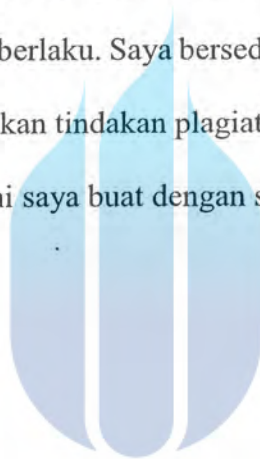 berlaku. Saya bersed
kan tindakan plagiat
ni saya buat dengan s